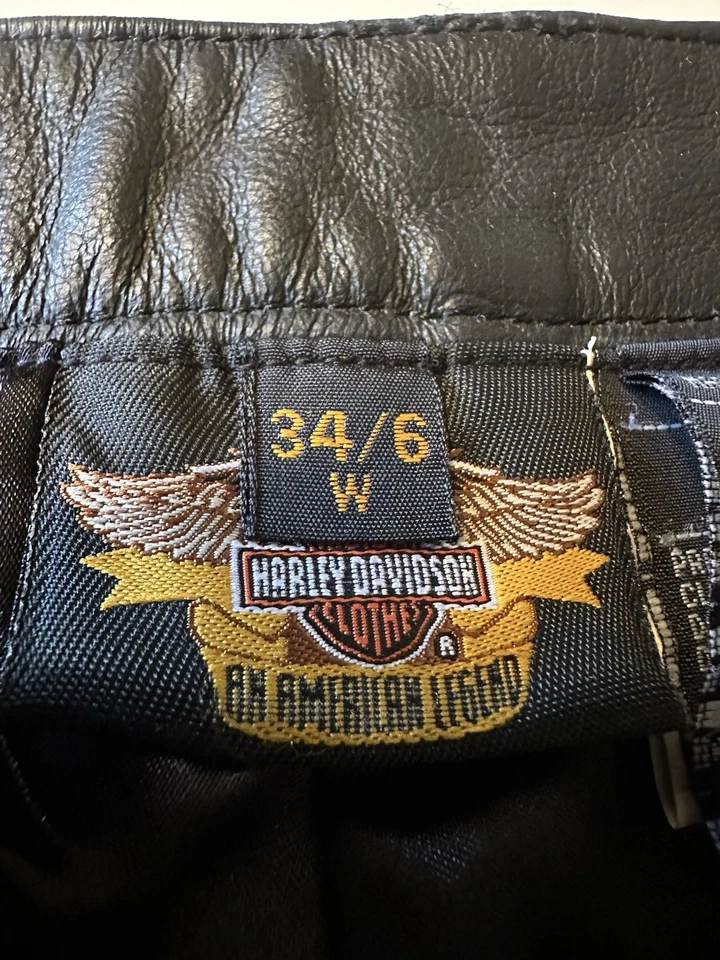 34/6
W
HARLEY-DAVIDSON
CLOTHES
®
AN AMERICAN LEGEND